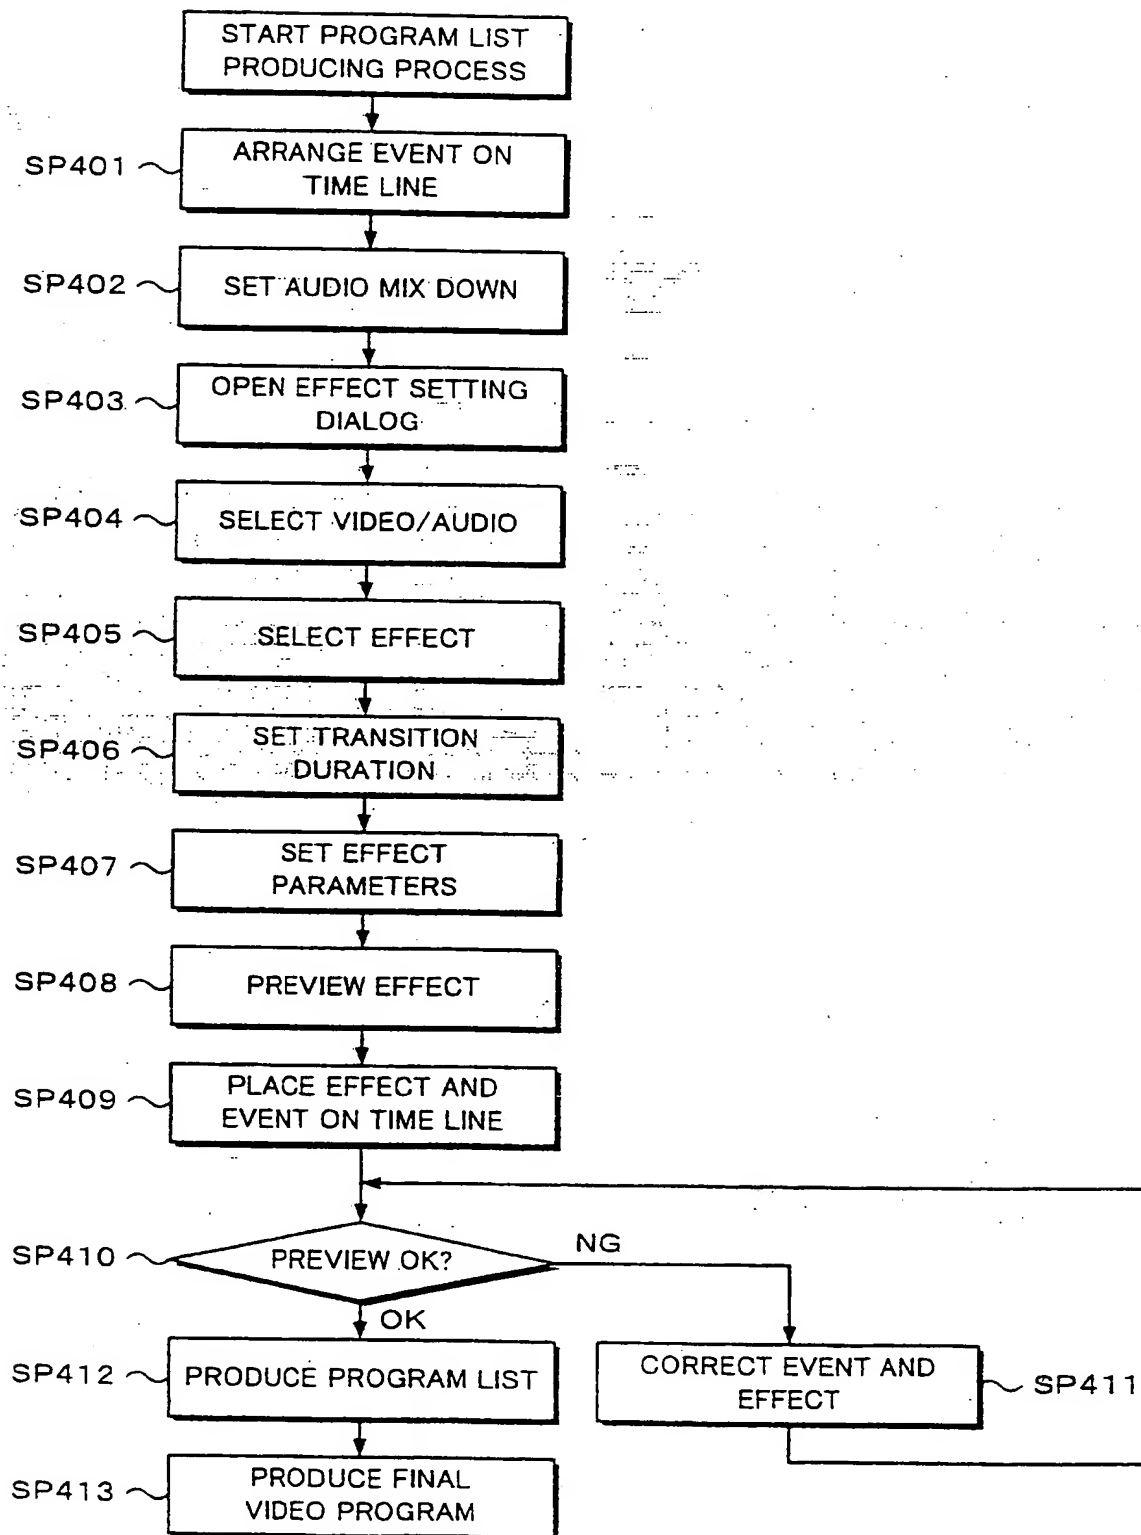 START PROGRAM LIST
PRODUCING PROCESS
SP401
ARRANGE EVENT ON
TIME LINE
SP402
SET AUDIO MIX DOWN
SP403
OPEN EFFECT SETTING
DIALOG
SP404
SELECT VIDEO/AUDIO
SP405
SELECT EFFECT
SP406
SET TRANSITION
DURATION
SP407
SET EFFECT
PARAMETERS
SP408
PREVIEW EFFECT
SP409
PLACE EFFECT AND
EVENT ON TIME LINE
SP410
PREVIEW OK?
NG
OK
SP412
PRODUCE PROGRAM LIST
CORRECT EVENT AND
EFFECT
SP411
SP413
PRODUCE FINAL
VIDEO PROGRAM